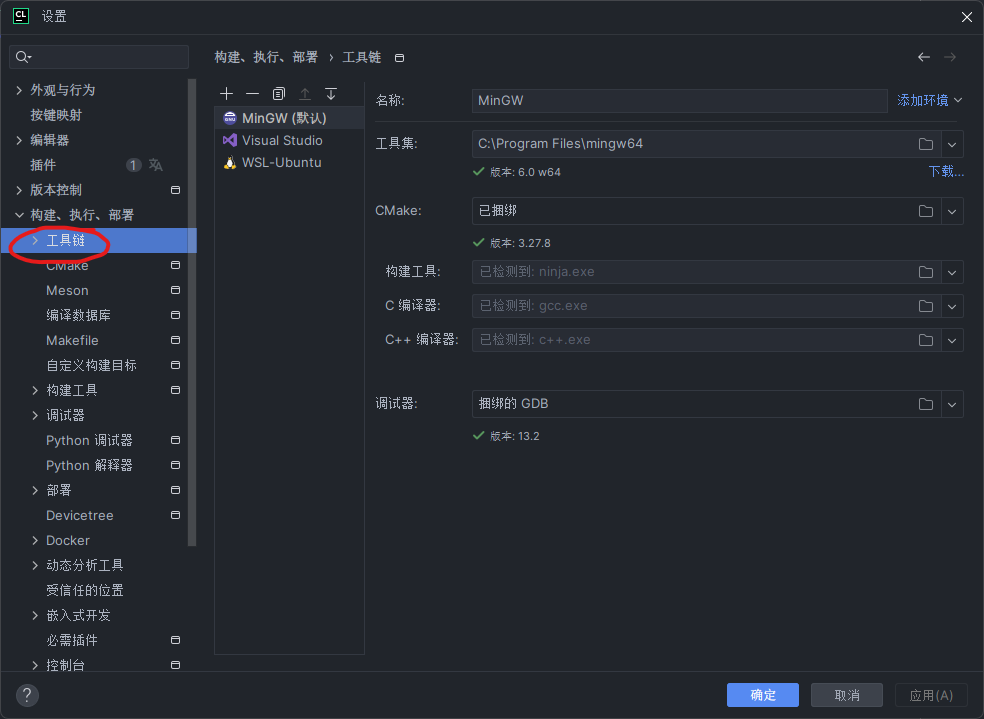 CL 设置
构建、执行、部署 › 工具链
外观与行为
按键映射
编辑器
插件 1
版本控制
构建、执行、部署
工具链
CMake
Meson
编译数据库
Makefile
自定义构建目标
构建工具
调试器
Python 调试器
Python 解释器
部署
Devicetree
Docker
动态分析工具
受信任的位置
嵌入式开发
必需插件
控制台
MinGW (默认)
Visual Studio
WSL-Ubuntu
名称: MinGW 添加环境
工具集: C:\Program Files\mingw64
版本: 6.0 w64 下载...
CMake: 已捆绑
版本: 3.27.8
构建工具: 已检测到: ninja.exe
C 编译器: 已检测到: gcc.exe
C++ 编译器: 已检测到: c++.exe
调试器: 捆绑的 GDB
版本: 13.2
? 确定 取消 应用(A)